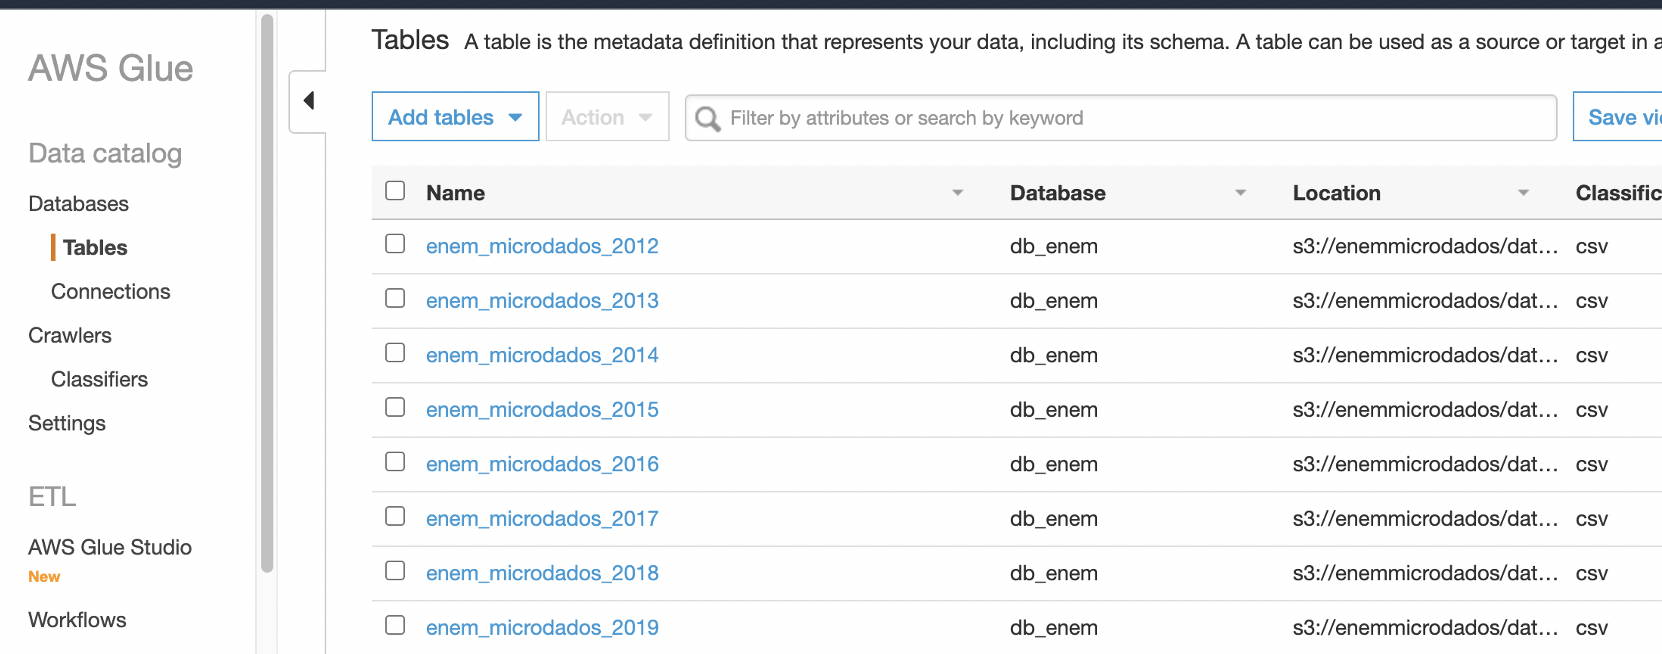 AWS Glue
Data catalog
Databases
Tables
Connections
Crawlers
Classifiers
Settings
ETL
AWS Glue Studio
New
Workflows
Tables A table is the metadata definition that represents your data, including its schema. A table can be used as a source or target in a
Add tables Action Filter by attributes or search by keyword Save vi
Name Database Location Classific
enem_microdados_2012 db_enem s3://enemmicrodados/dat... csv
enem_microdados_2013 db_enem s3://enemmicrodados/dat... csv
enem_microdados_2014 db_enem s3://enemmicrodados/dat... csv
enem_microdados_2015 db_enem s3://enemmicrodados/dat... csv
enem_microdados_2016 db_enem s3://enemmicrodados/dat... csv
enem_microdados_2017 db_enem s3://enemmicrodados/dat... csv
enem_microdados_2018 db_enem s3://enemmicrodados/dat... csv
enem_microdados_2019 db_enem s3://enemmicrodados/dat... csv